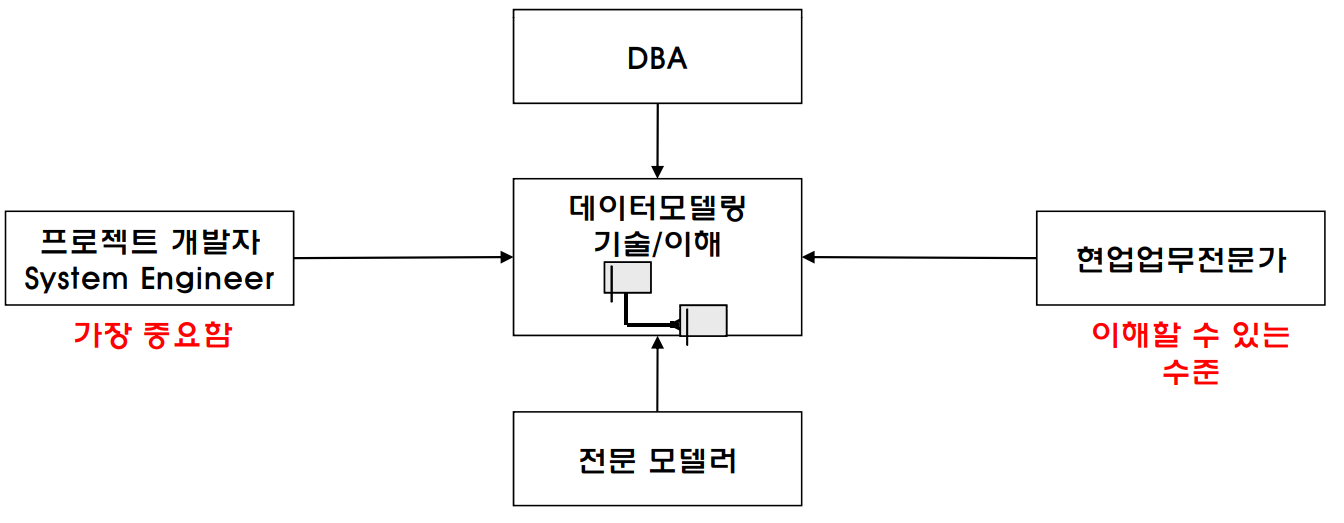 DBA
데이터모델링
기술/이해
프로젝트 개발자
System Engineer
가장 중요함
현업업무전문가
이해할 수 있는
수준
전문 모델러